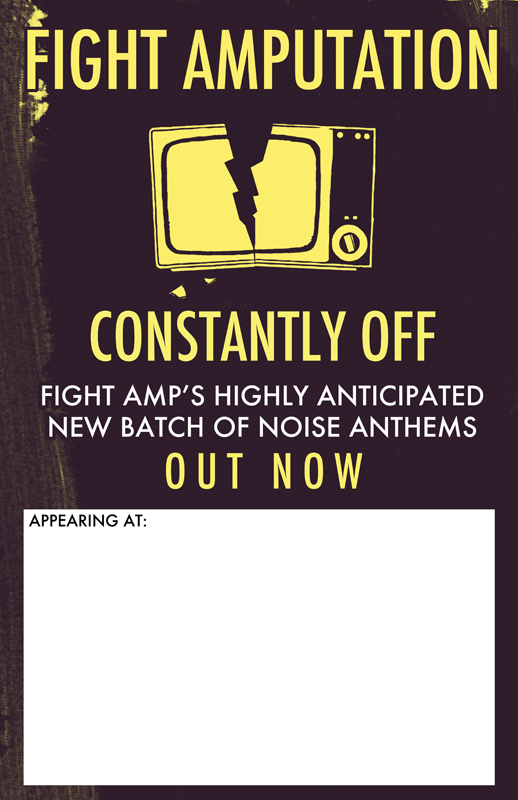 FIGHT AMPUTATION
CONSTANTLY OFF
FIGHT AMP'S HIGHLY ANTICIPATED
NEW BATCH OF NOISE ANTHEMS
OUT NOW
APPEARING AT: